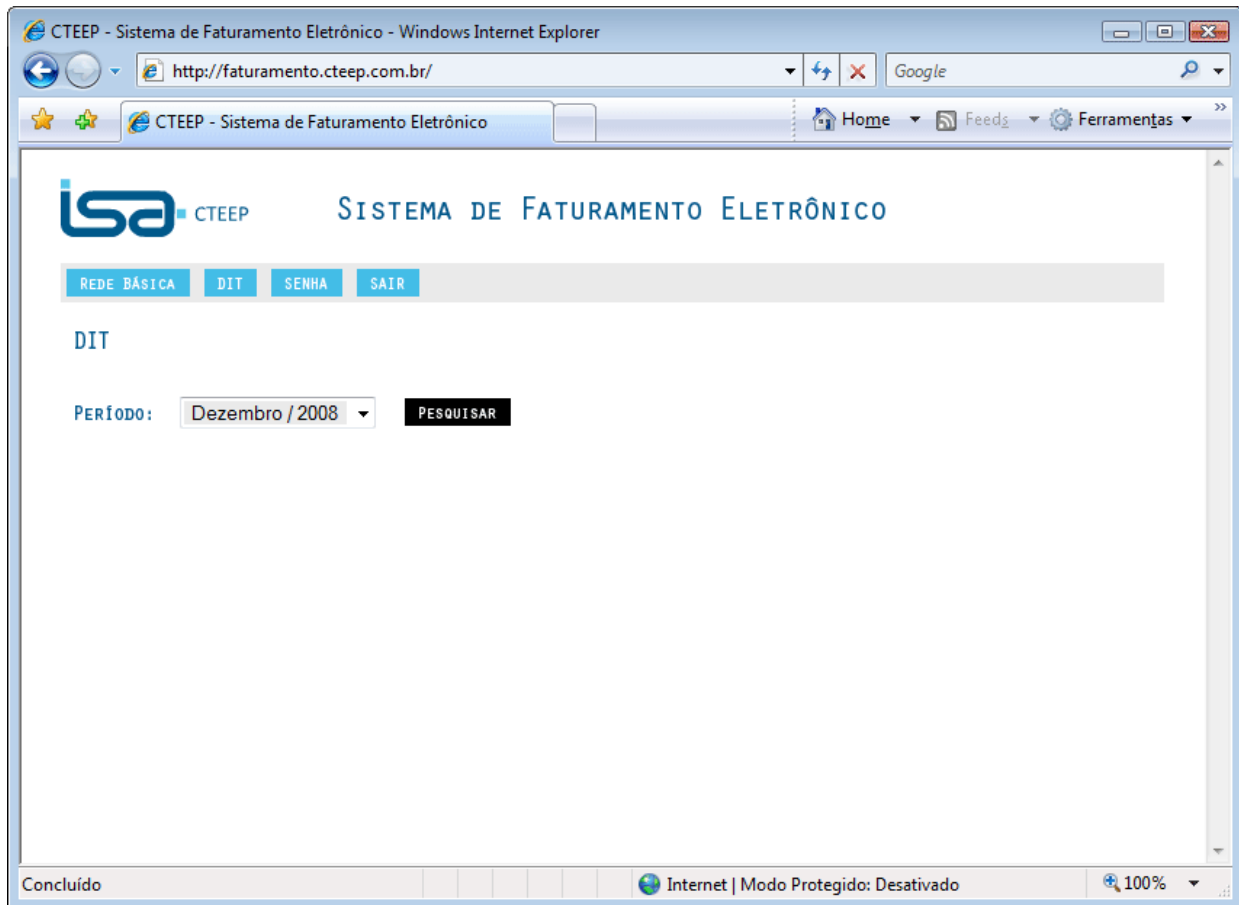 CTEEP - Sistema de Faturamento Eletrônico - Windows Internet Explorer
http://faturamento.cteep.com.br/
Google
CTEEP - Sistema de Faturamento Eletrônico
Home
Feeds
Ferramentas
isa CTEEP
SISTEMA DE FATURAMENTO ELETRÔNICO
REDE BÁSICA DIT SENHA SAIR
DIT
PERÍODO: Dezembro / 2008 PESQUISAR
Concluído
Internet | Modo Protegido: Desativado
100%